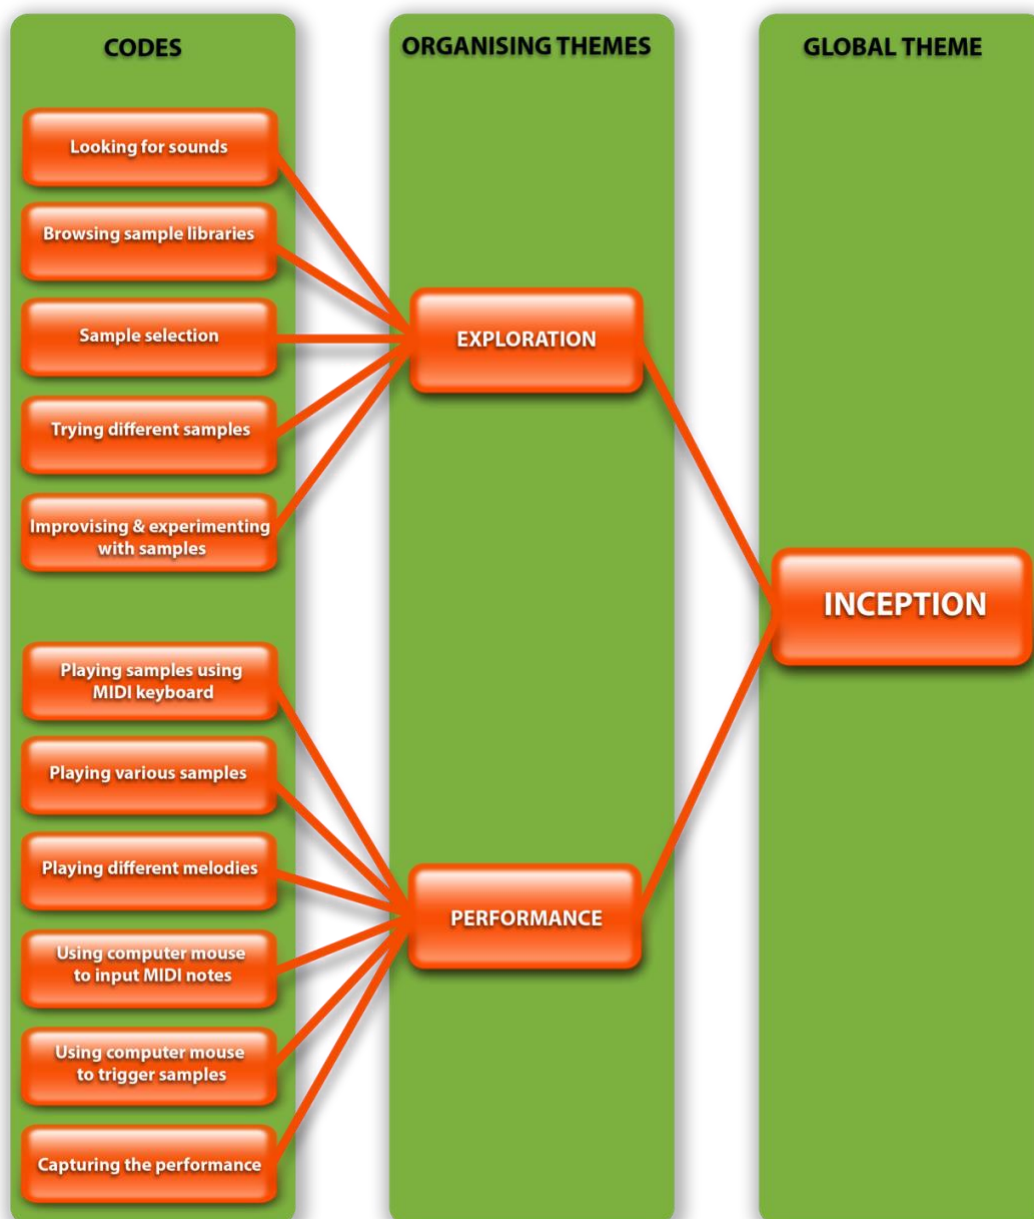 CODES
ORGANISING THEMES
GLOBAL THEME
Looking for sounds
Browsing sample libraries
Sample selection
Trying different samples
Improvising & experimenting
with samples
EXPLORATION
INCEPTION
Playing samples using
MIDI keyboard
Playing various samples
Playing different melodies
Using computer mouse
to input MIDI notes
Using computer mouse
to trigger samples
Capturing the performance
PERFORMANCE